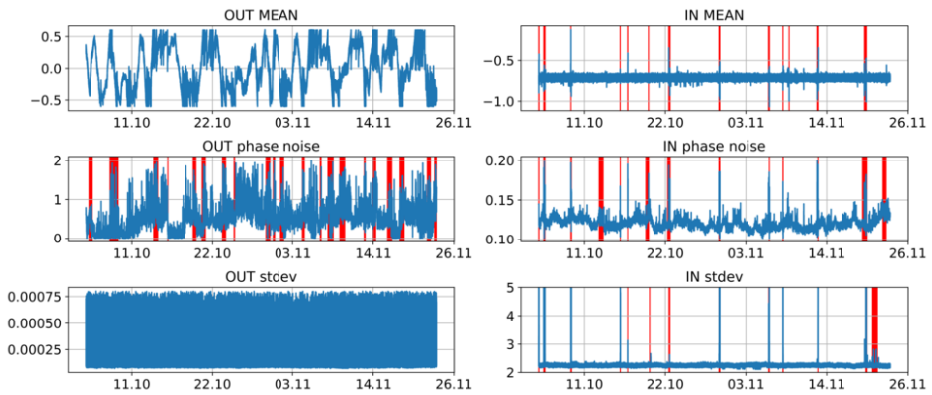 OUT MEAN
0.5
0.0
−0.5
11.10 22.10 03.11 14.11 26.11
IN MEAN
−0.5
−1.0
11.10 22.10 03.11 14.11 26.11
OUT phase noise
2
1
0
11.10 22.10 03.11 14.11 26.11
IN phase noise
0.20
0.15
0.10
11.10 22.10 03.11 14.11 26.11
OUT stcev
0.00075
0.00050
0.00025
11.10 22.10 03.11 14.11 26.11
IN stdev
5
4
3
2
11.10 22.10 03.11 14.11 26.11